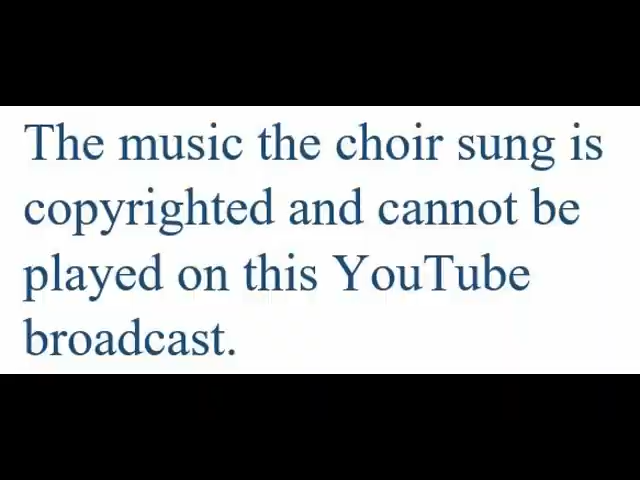 The music the choir sung is
copyrighted and cannot be
played on this YouTube
broadcast.